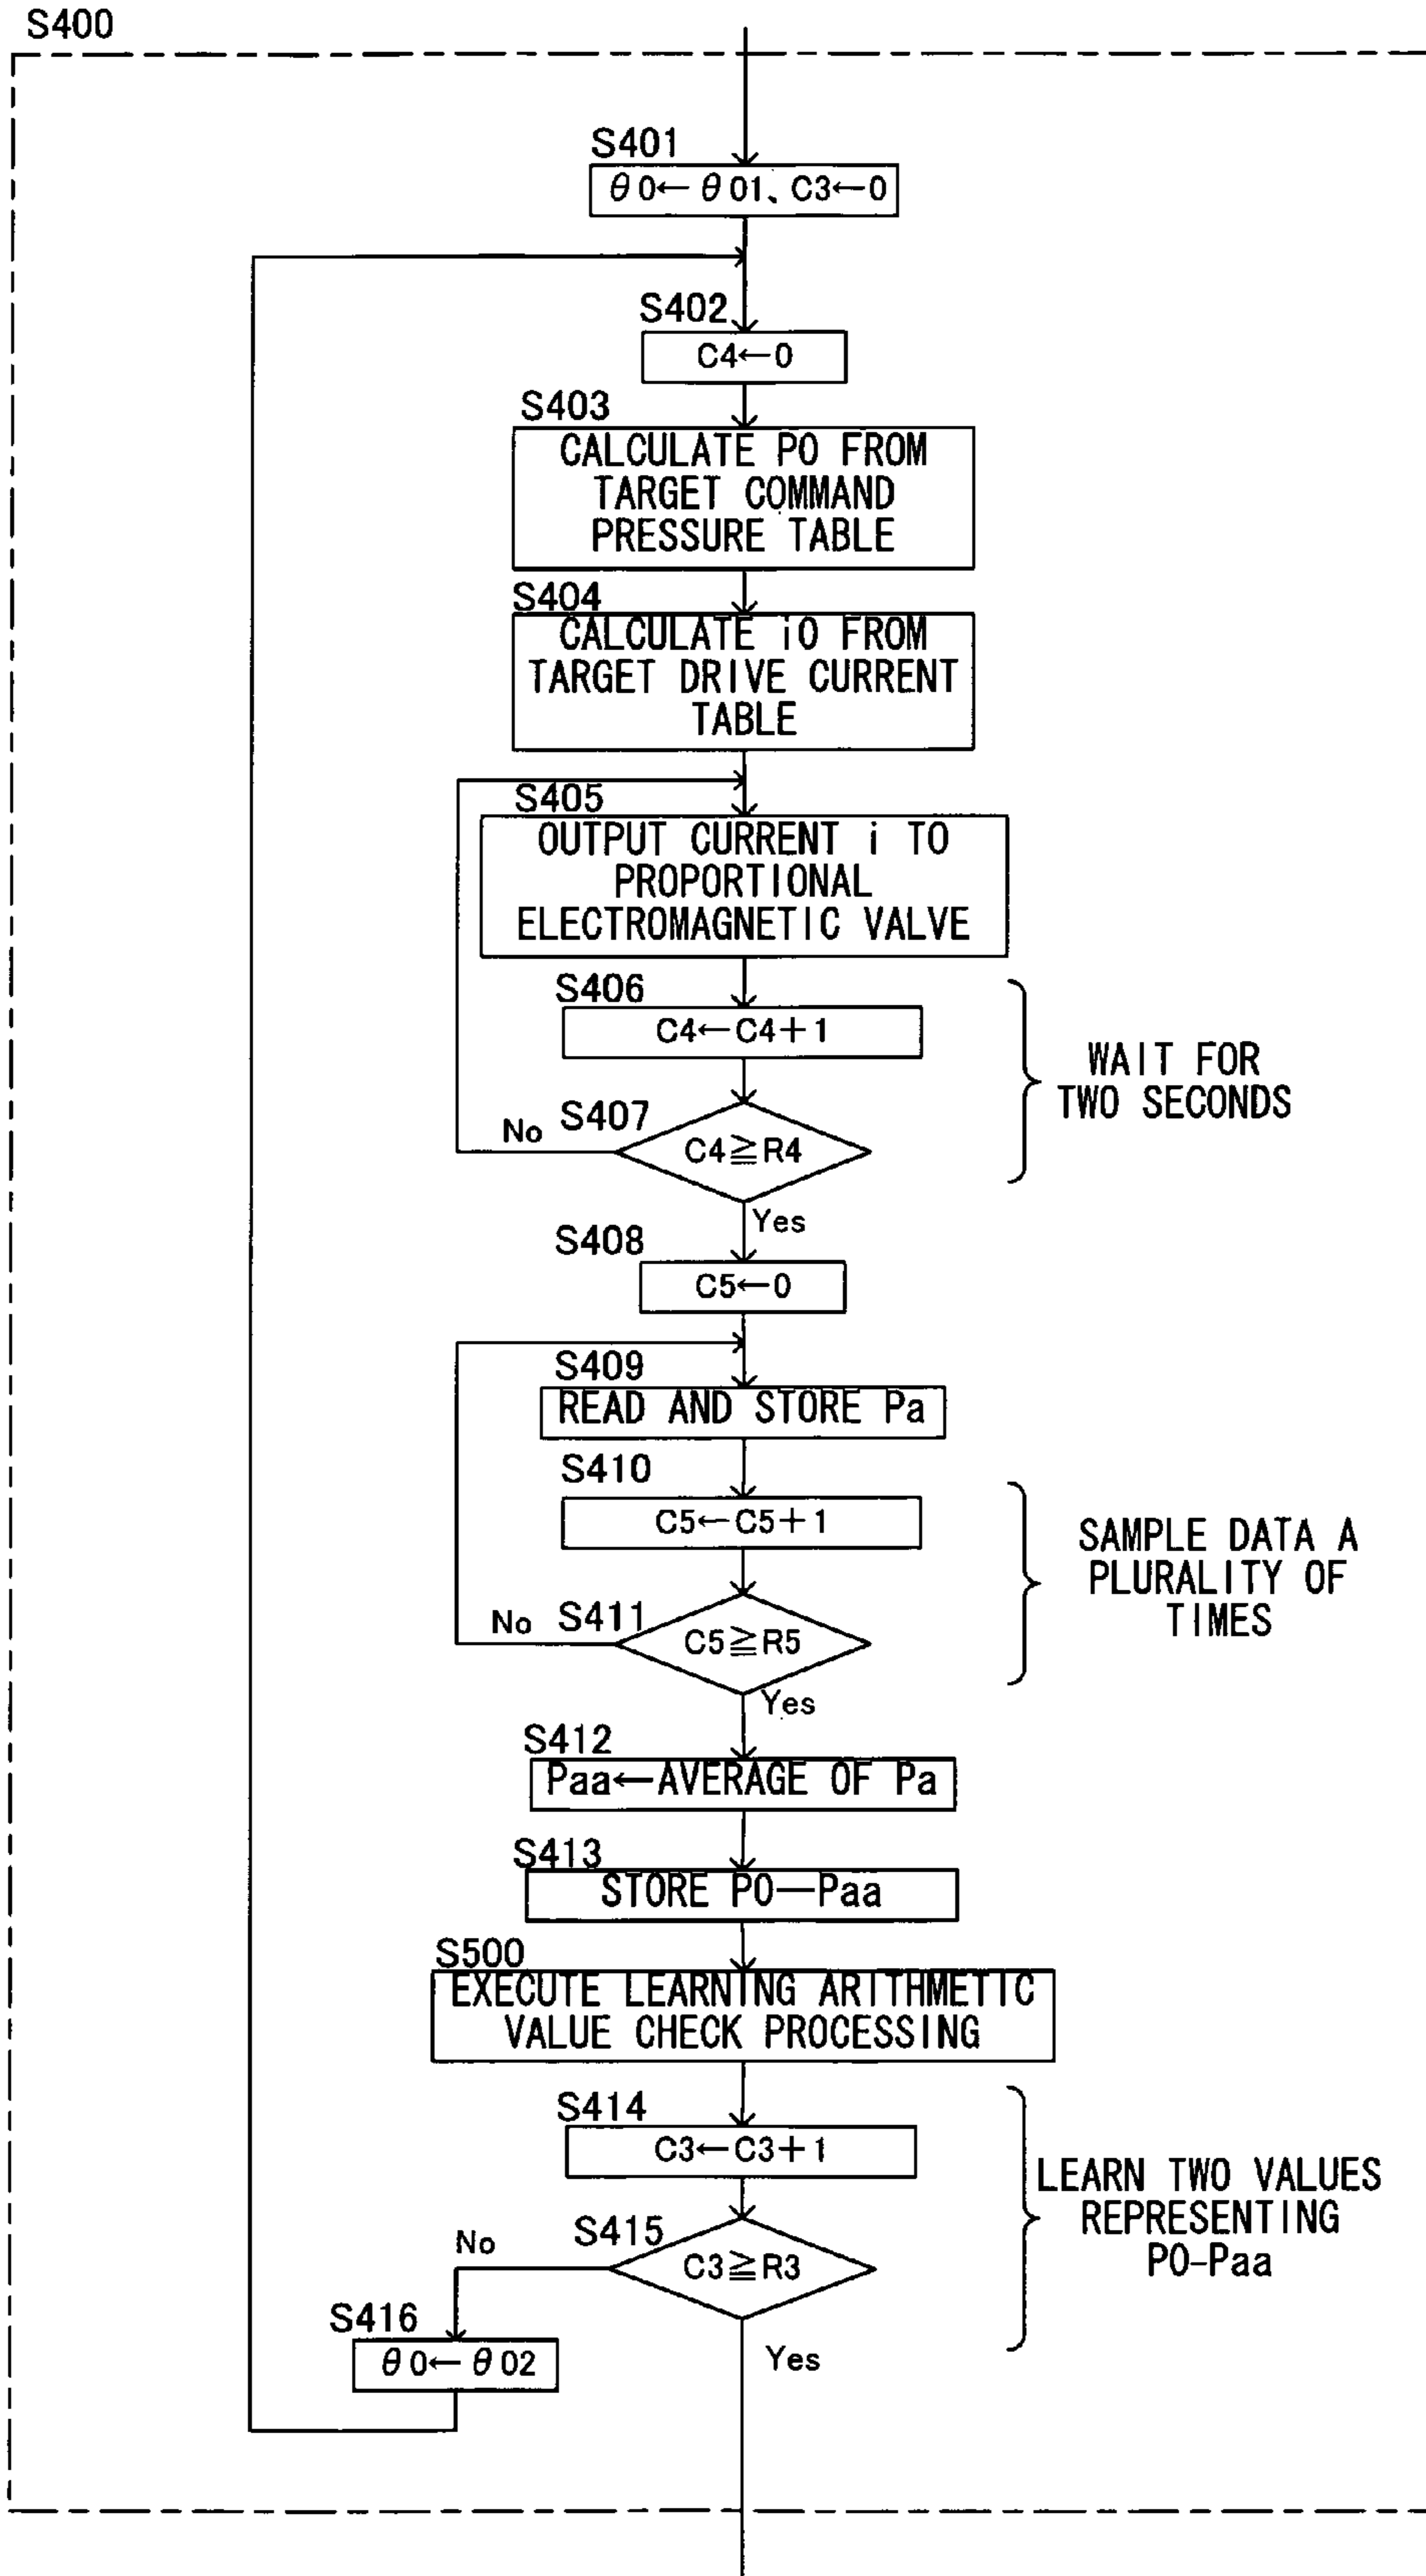 S400
S401
θ0←θ01、C3←0
S402
C4←0
S403
CALCULATE P0 FROM
TARGET COMMAND
PRESSURE TABLE
S404
CALCULATE i0 FROM
TARGET DRIVE CURRENT
TABLE
S405
OUTPUT CURRENT i TO
PROPORTIONAL
ELECTROMAGNETIC VALVE
S406
C4←C4+1
WAIT FOR
TWO SECONDS
S407
No
C4≧R4
Yes
S408
C5←0
S409
READ AND STORE Pa
S410
C5←C5+1
SAMPLE DATA A
PLURALITY OF
TIMES
S411
No
C5≧R5
Yes
S412
Paa←AVERAGE OF Pa
S413
STORE P0—Paa
S500
EXECUTE LEARNING ARITHMETIC
VALUE CHECK PROCESSING
S414
C3←C3+1
LEARN TWO VALUES
REPRESENTING
P0-Paa
S415
No
C3≧R3
Yes
S416
θ0←θ02